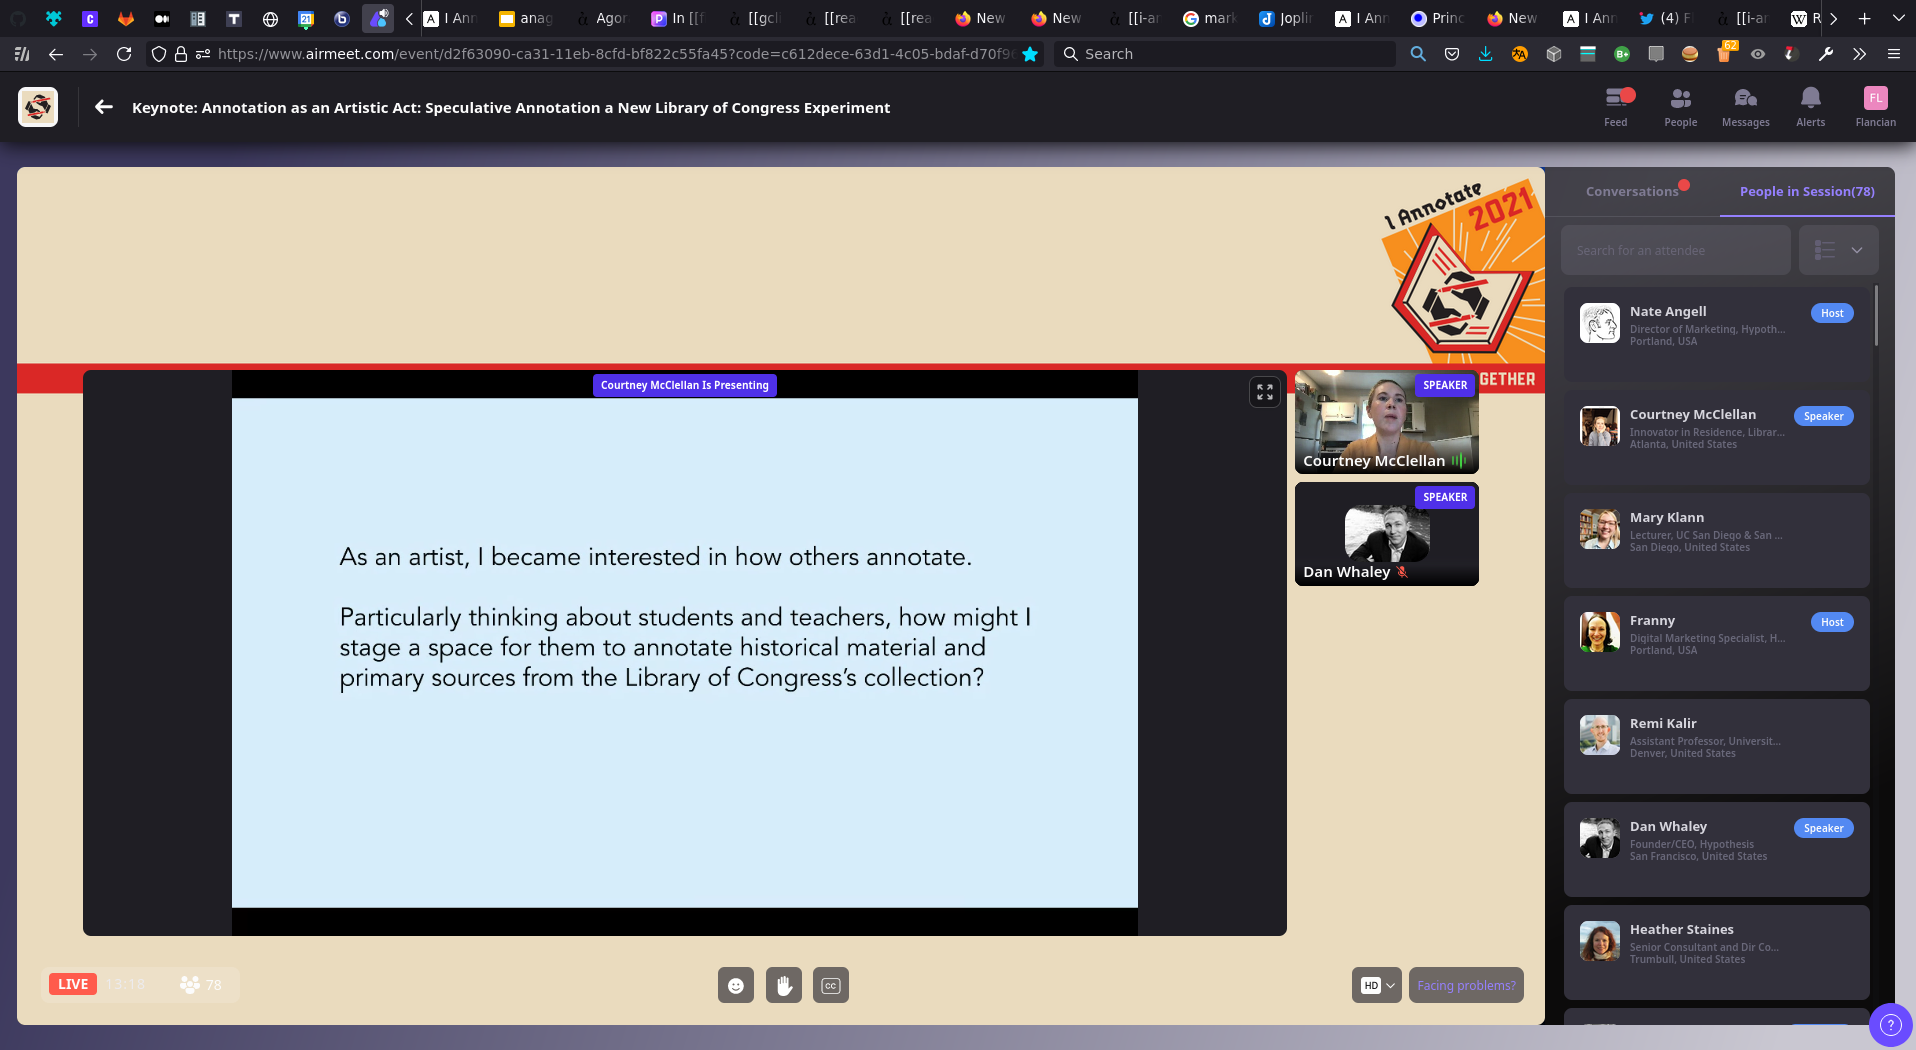 I Ann
anag
Agor
In [[f
[[gcli
[[rea
[[rea
New
New
[[i-ar
mark
Joplin
I Ann
Princ
New
I Ann
(4) F
[[i-ar
https://www.airmeet.com/event/d2f63090-ca31-11eb-8cfd-bf822c55fa45?code=c612dece-63d1-4c05-bdaf-d70f9
Search
62
Keynote: Annotation as an Artistic Act: Speculative Annotation a New Library of Congress Experiment
Feed
People
Messages
Alerts
FL
Flancian
I Annotate
2021
GETHER
Courtney McClellan Is Presenting
As an artist, I became interested in how others annotate.
Particularly thinking about students and teachers, how might I
stage a space for them to annotate historical material and
primary sources from the Library of Congress's collection?
SPEAKER
Courtney McClellan
SPEAKER
Dan Whaley
LIVE
13:18
78
CC
HD
Facing problems?
Conversations
People in Session(78)
Search for an attendee
Nate Angell
Host
Director of Marketing, Hypoth...
Portland, USA
Courtney McClellan
Speaker
Innovator in Residence, Librar...
Atlanta, United States
Mary Klann
Lecturer, UC San Diego & San ...
San Diego, United States
Franny
Host
Digital Marketing Specialist, H...
Portland, USA
Remi Kalir
Assistant Professor, Universit...
Denver, United States
Dan Whaley
Speaker
Founder/CEO, Hypothesis
San Francisco, United States
Heather Staines
Senior Consultant and Dir Co...
Trumbull, United States